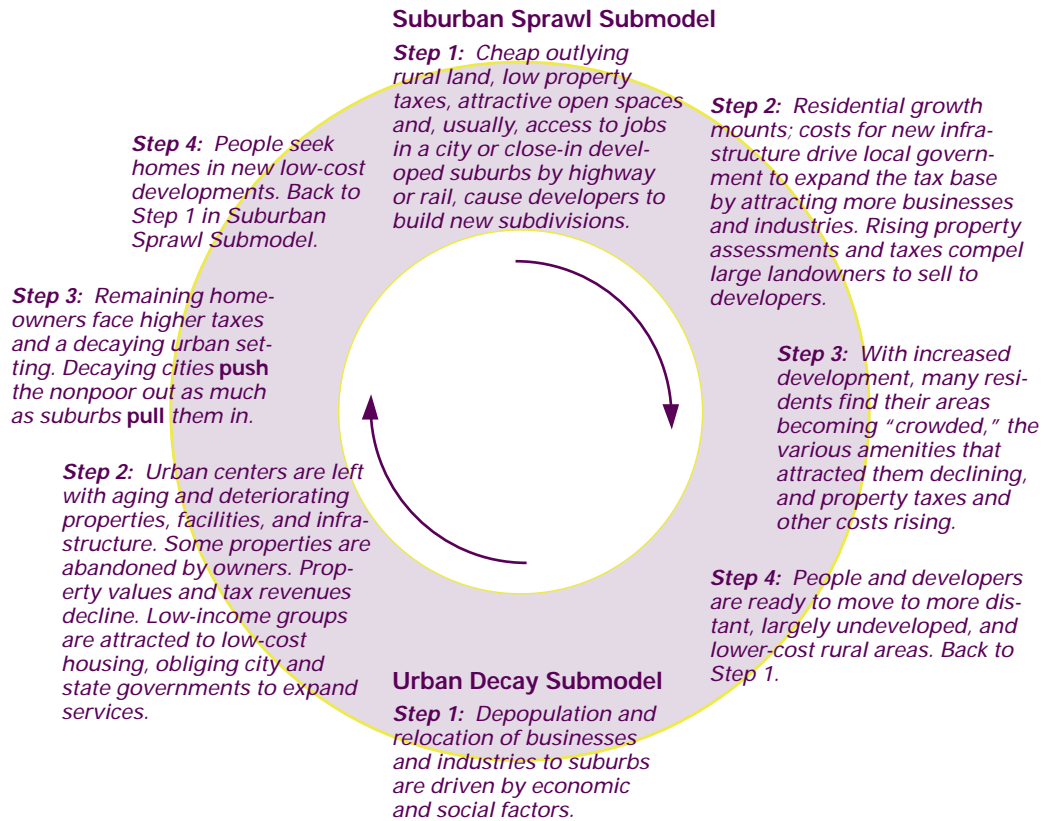 Suburban Sprawl Submodel
Step 1: Cheap outlying
rural land, low property
taxes, attractive open spaces
and, usually, access to jobs
in a city or close-in devel-
oped suburbs by highway
or rail, cause developers to
build new subdivisions.
Step 2: Residential growth
mounts; costs for new infra-
structure drive local govern-
ment to expand the tax base
by attracting more businesses
and industries. Rising property
assessments and taxes compel
large landowners to sell to
developers.
Step 3: With increased
development, many resi-
dents find their areas
becoming “crowded,” the
various amenities that
attracted them declining,
and property taxes and
other costs rising.
Step 4: People and developers
are ready to move to more dis-
tant, largely undeveloped, and
lower-cost rural areas. Back to
Step 1.
Urban Decay Submodel
Step 1: Depopulation and
relocation of businesses
and industries to suburbs
are driven by economic
and social factors.
Step 2: Urban centers are left
with aging and deteriorating
properties, facilities, and infra-
structure. Some properties are
abandoned by owners. Prop-
erty values and tax revenues
decline. Low-income groups
are attracted to low-cost
housing, obliging city and
state governments to expand
services.
Step 3: Remaining home-
owners face higher taxes
and a decaying urban set-
ting. Decaying cities push
the nonpoor out as much
as suburbs pull them in.
Step 4: People seek
homes in new low-cost
developments. Back to
Step 1 in Suburban
Sprawl Submodel.